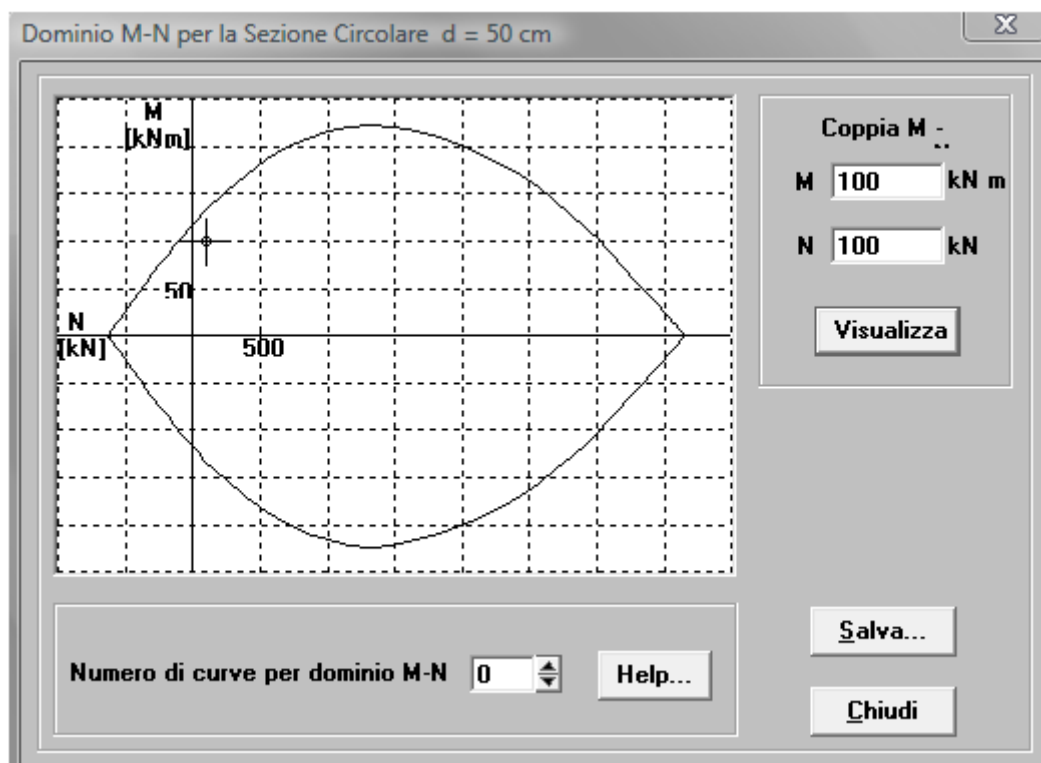 Dominio M-N per la Sezione Circolare d = 50 cm
M
[kNm]
50
N
[kN]
500
Coppia M -
M 100 kN m
N 100 kN
Visualizza
Numero di curve per dominio M-N 0 Help...
Salva...
Chiudi